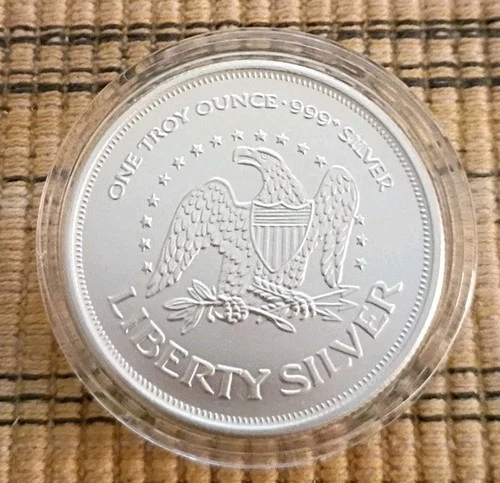 ONE TROY OUNCE · 999+ SILVER
LIBERTY SILVER